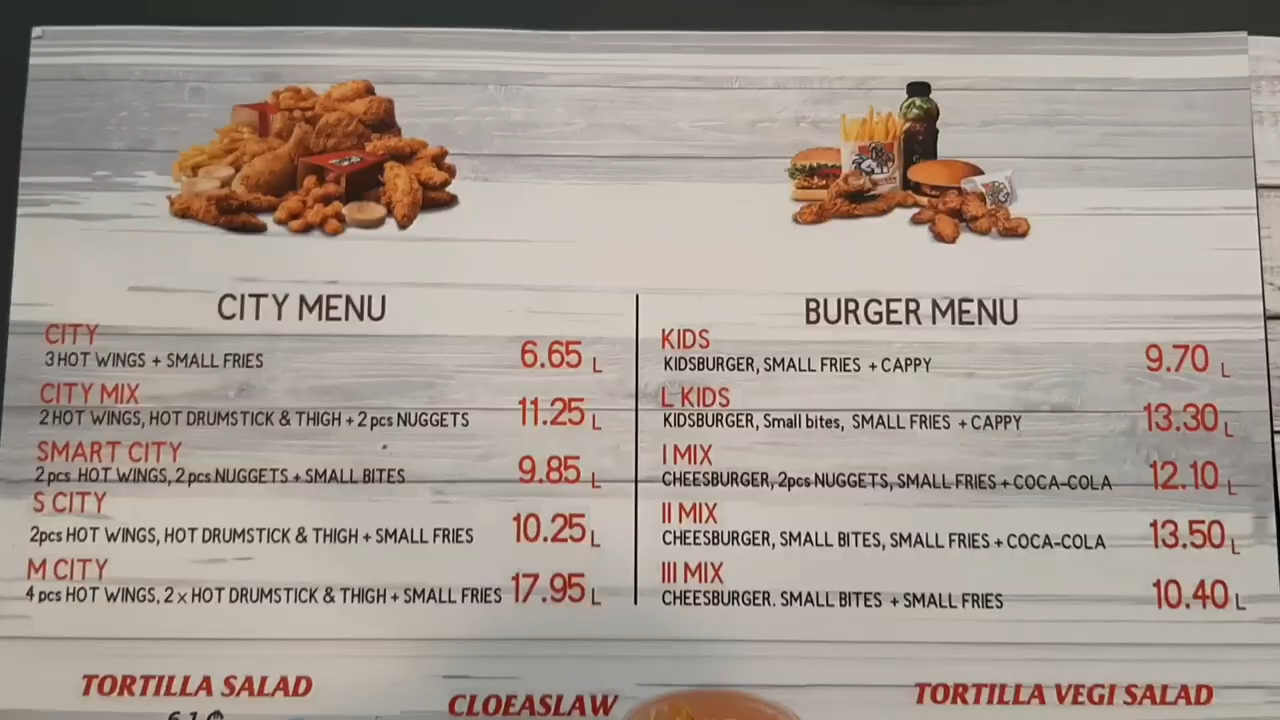 CITY MENU
CITY
3 HOT WINGS + SMALL FRIES 6.65 L
CITY MIX
2 HOT WINGS, HOT DRUMSTICK & THIGH + 2 pcs NUGGETS 11.25 L
SMART CITY
2 pcs HOT WINGS, 2 pcs NUGGETS + SMALL BITES 9.85 L
S CITY
2pcs HOT WINGS, HOT DRUMSTICK & THIGH + SMALL FRIES 10.25 L
M CITY
4 pcs HOT WINGS, 2 x HOT DRUMSTICK & THIGH + SMALL FRIES 17.95 L
BURGER MENU
KIDS
KIDSBURGER, SMALL FRIES + CAPPY 9.70 L
L KIDS
KIDSBURGER, Small bites, SMALL FRIES + CAPPY 13.30 L
I MIX
CHEESBURGER, 2pcs NUGGETS, SMALL FRIES + COCA-COLA 12.10 L
II MIX
CHEESBURGER, SMALL BITES, SMALL FRIES + COCA-COLA 13.50 L
III MIX
CHEESBURGER. SMALL BITES + SMALL FRIES 10.40 L
TORTILLA SALAD
CLOEASLAW
TORTILLA VEGI SALAD